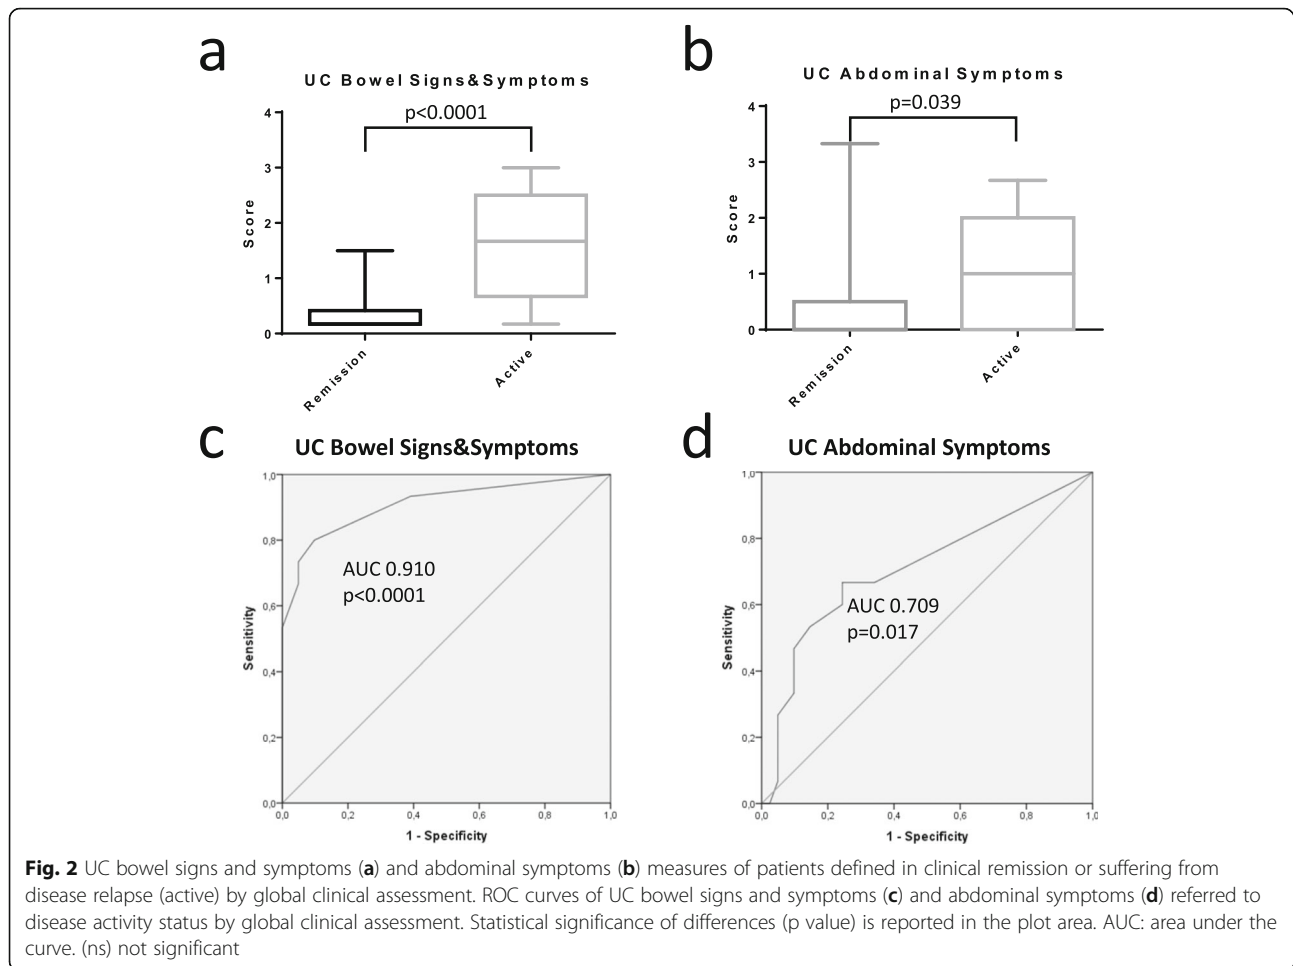 a
UC Bowel Signs&Symptoms
p<0.0001
4
3
2
1
0
Score
Remission
Active
b
UC Abdominal Symptoms
p=0.039
4
3
2
1
0
Score
Remission
Active
c
UC Bowel Signs&Symptoms
1,0
0,8
0,6
0,4
0,2
0,0
Sensitivity
AUC 0.910
p<0.0001
0,0 0,2 0,4 0,6 0,8 1,0
1 - Specificity
d
UC Abdominal Symptoms
1,0
0,8
0,6
0,4
0,2
0,0
Sensitivity
AUC 0.709
p=0.017
0,0 0,2 0,4 0,6 0,8 1,0
1 - Specificity
Fig. 2 UC bowel signs and symptoms (a) and abdominal symptoms (b) measures of patients defined in clinical remission or suffering from
disease relapse (active) by global clinical assessment. ROC curves of UC bowel signs and symptoms (c) and abdominal symptoms (d) referred to
disease activity status by global clinical assessment. Statistical significance of differences (p value) is reported in the plot area. AUC: area under the
curve. (ns) not significant